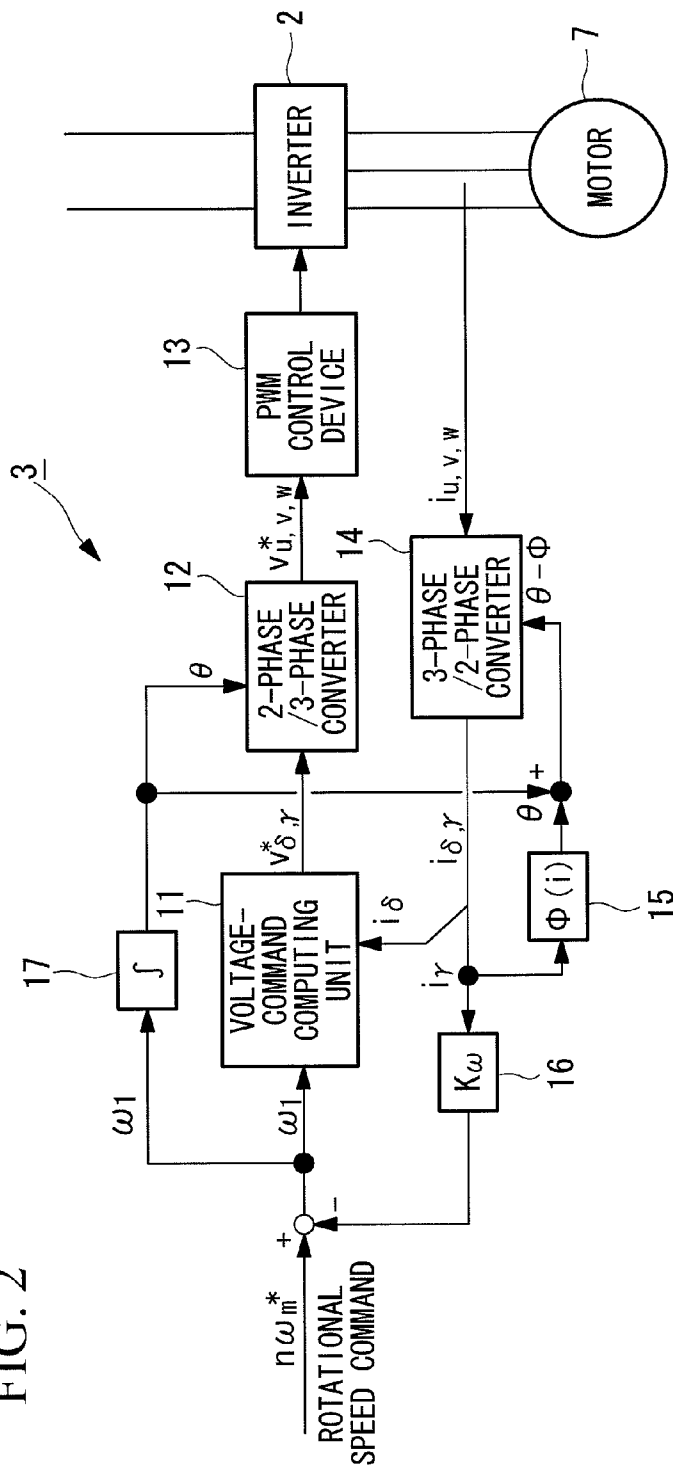 FIG. 2
3
17
∫
ω1
θ
11
VOLTAGE-
COMMAND
COMPUTING
UNIT
ω1
v*δ,γ
12
2-PHASE
/3-PHASE
CONVERTER
v*u,v,w
13
PWM
CONTROL
DEVICE
2
INVERTER
nωm*
+
-
ROTATIONAL
SPEED COMMAND
iδ
iδ,γ
14
3-PHASE
/2-PHASE
CONVERTER
iu,v,w
θ-Φ
7
MOTOR
iγ
Kω
16
Φ(i)
15
θ
+